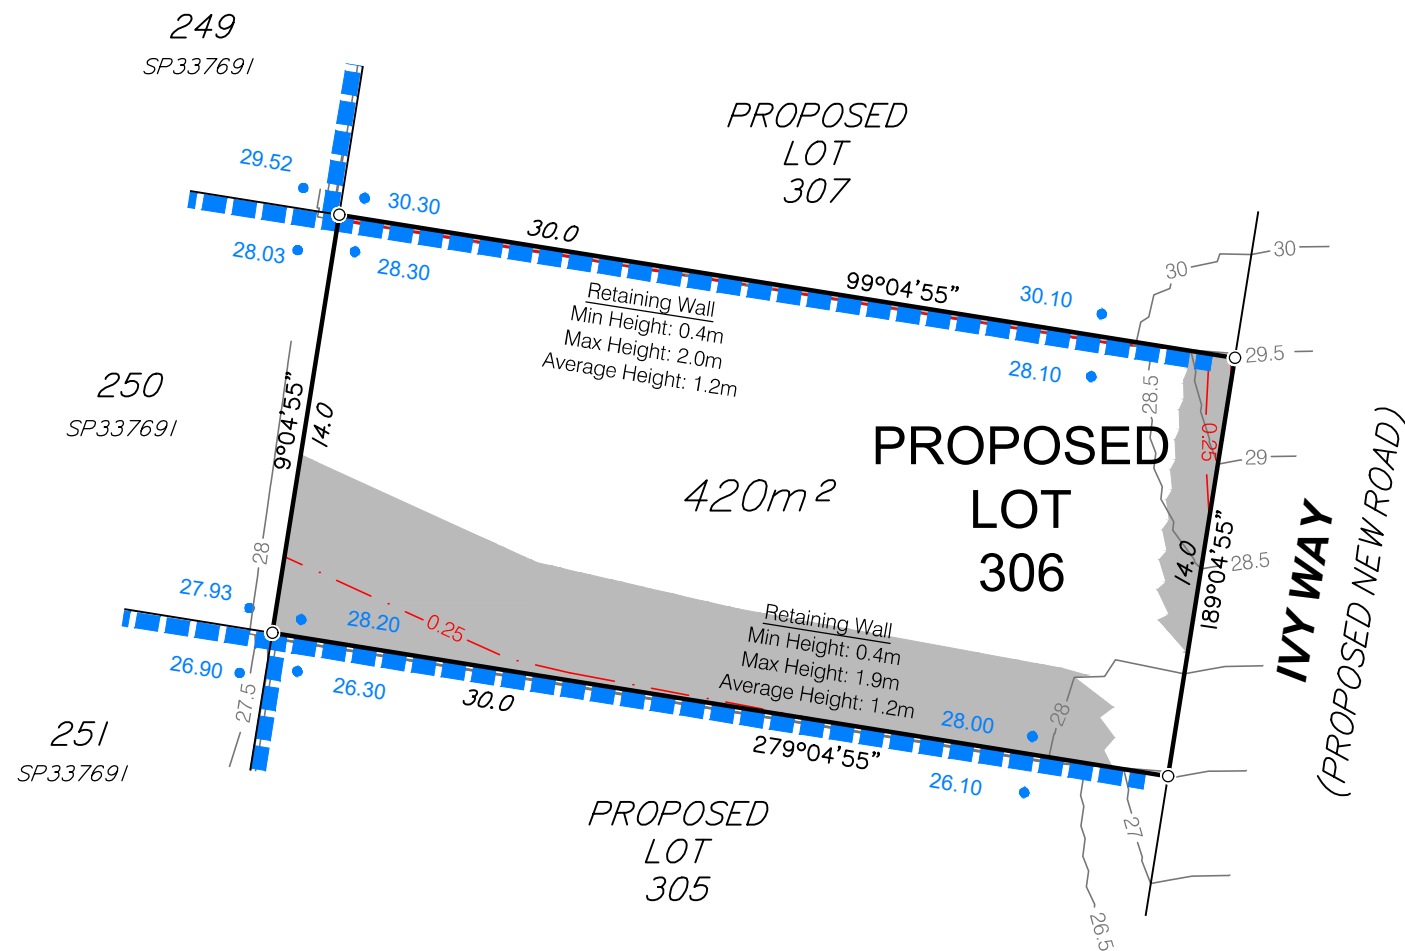 249
SP337691
PROPOSED
LOT
307
29.52
30.30
28.03
28.30
30.0
99°04'55"
30.10
28.10
30
30
29.5
28.5
29
28.5
0.25
Retaining Wall
Min Height: 0.4m
Max Height: 2.0m
Average Height: 1.2m
250
SP337691
9°04'55"
14.0
420m²
PROPOSED
LOT
306
14.0
189°04'55"
IVY WAY
(PROPOSED NEW ROAD)
28
27.93
28.20
26.90
26.30
0.25
27.5
30.0
Retaining Wall
Min Height: 0.4m
Max Height: 1.9m
Average Height: 1.2m
28.00
28
279°04'55"
26.10
27
26.5
251
SP337691
PROPOSED
LOT
305